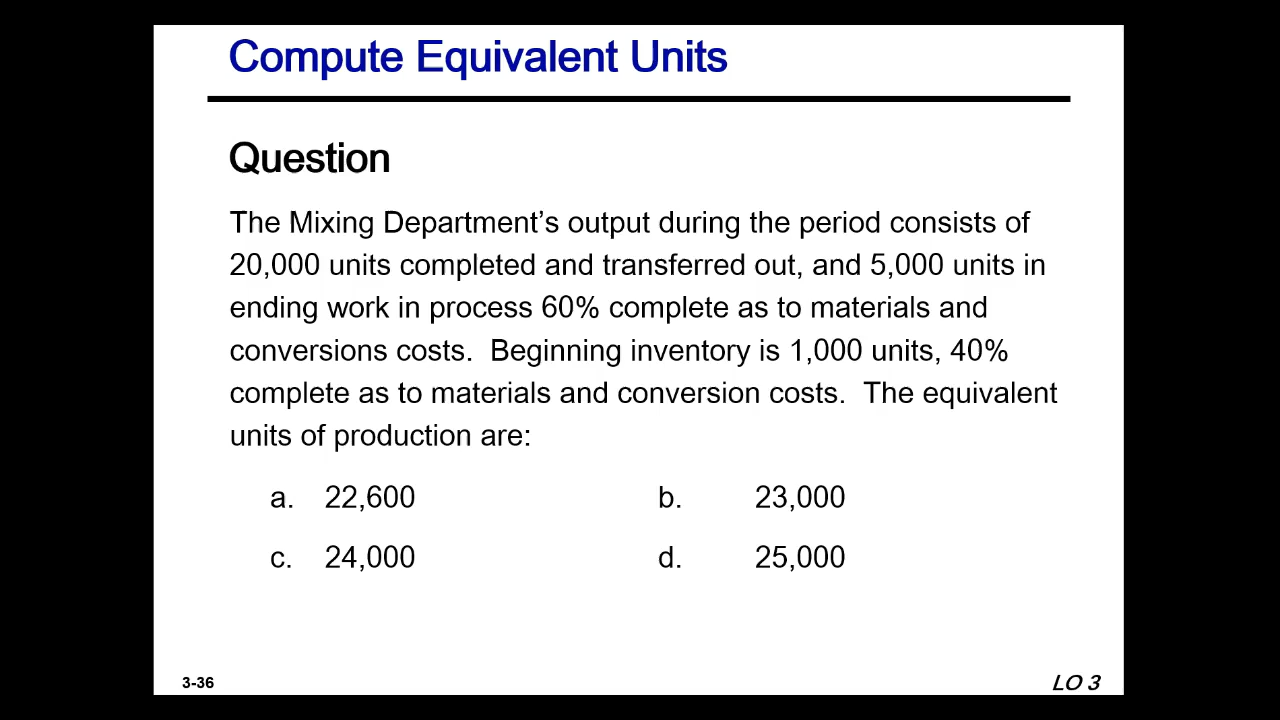 Compute Equivalent Units
Question
The Mixing Department’s output during the period consists of
20,000 units completed and transferred out, and 5,000 units in
ending work in process 60% complete as to materials and
conversions costs.  Beginning inventory is 1,000 units, 40%
complete as to materials and conversion costs.  The equivalent
units of production are:
a. 22,600 b. 23,000
c. 24,000 d. 25,000
3-36 LO 3